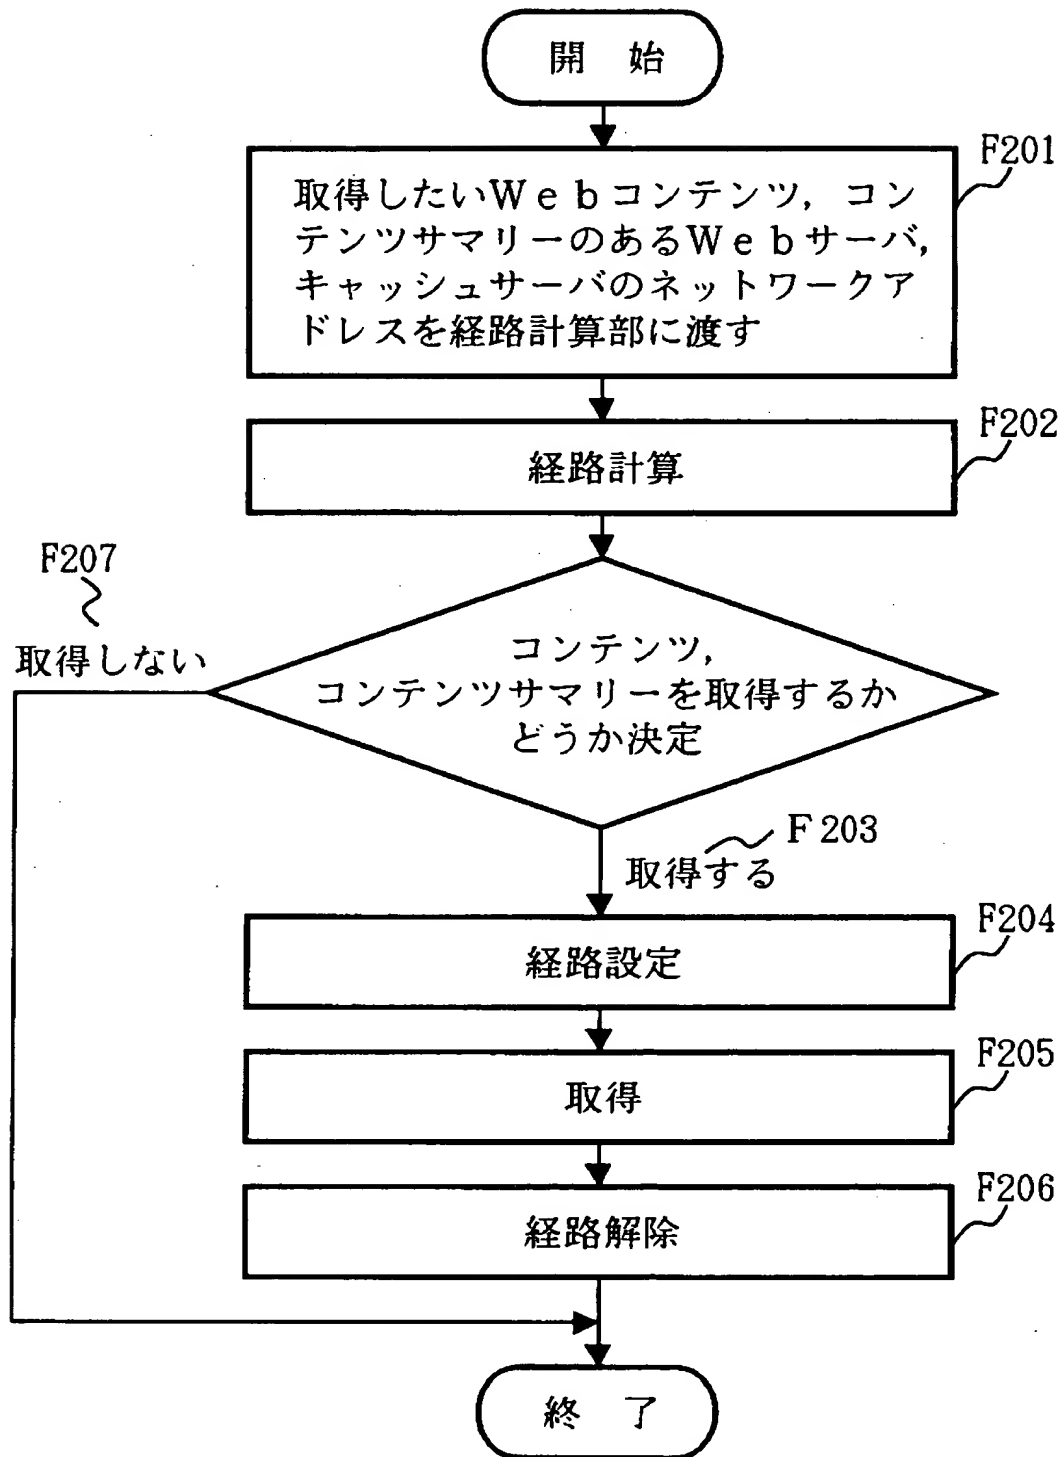 開 始
F201
取得したいＷｅｂコンテンツ，コン
テンツサマリーのあるＷｅｂサーバ，
キャッシュサーバのネットワークア
ドレスを経路計算部に渡す
F202
経路計算
F207
取得しない
コンテンツ，
コンテンツサマリーを取得するか
どうか決定
F203
取得する
F204
経路設定
F205
取得
F206
経路解除
終 了